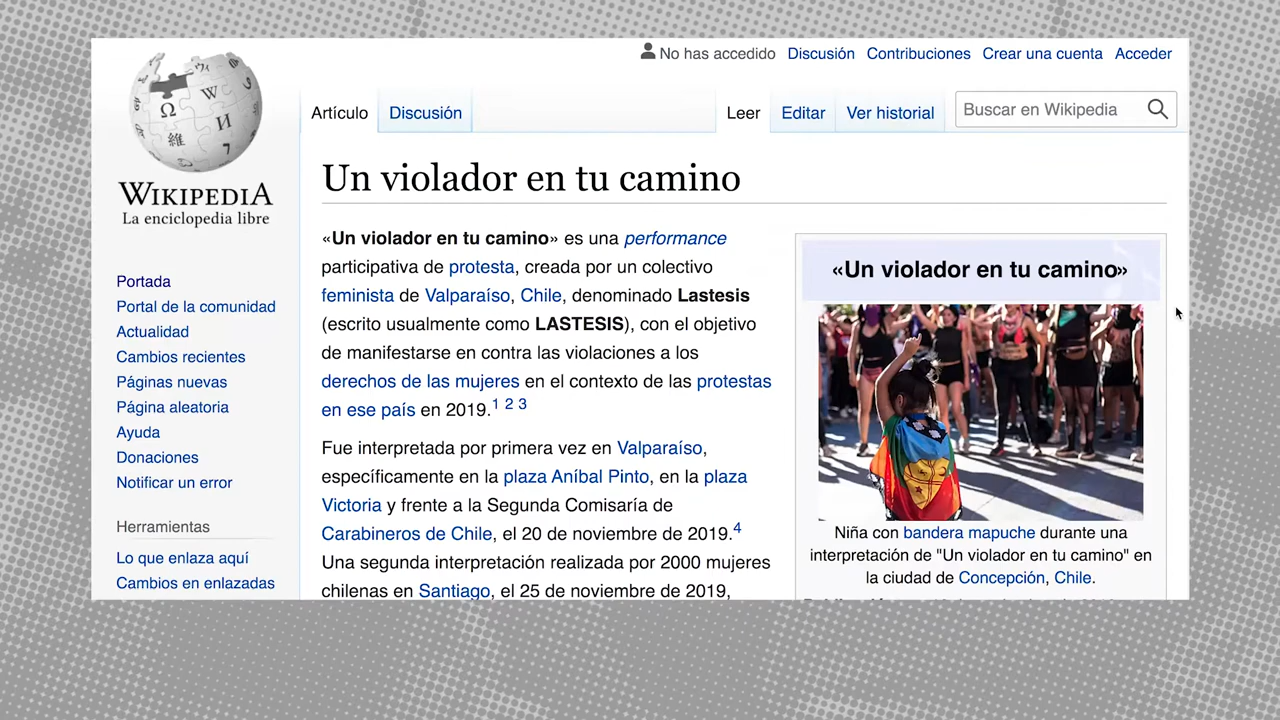 No has accedido Discusión Contribuciones Crear una cuenta Acceder
WIKIPEDIA
La enciclopedia libre
Artículo Discusión Leer Editar Ver historial Buscar en Wikipedia
Portada
Portal de la comunidad
Actualidad
Cambios recientes
Páginas nuevas
Página aleatoria
Ayuda
Donaciones
Notificar un error
Herramientas
Lo que enlaza aquí
Cambios en enlazadas
Un violador en tu camino
«Un violador en tu camino» es una performance
participativa de protesta, creada por un colectivo
feminista de Valparaíso, Chile, denominado Lastesis
(escrito usualmente como LASTESIS), con el objetivo
de manifestarse en contra las violaciones a los
derechos de las mujeres en el contexto de las protestas
en ese país en 2019.1 2 3
Fue interpretada por primera vez en Valparaíso,
específicamente en la plaza Aníbal Pinto, en la plaza
Victoria y frente a la Segunda Comisaría de
Carabineros de Chile, el 20 de noviembre de 2019.4
Una segunda interpretación realizada por 2000 mujeres
chilenas en Santiago, el 25 de noviembre de 2019,
«Un violador en tu camino»
Niña con bandera mapuche durante una
interpretación de "Un violador en tu camino" en
la ciudad de Concepción, Chile.